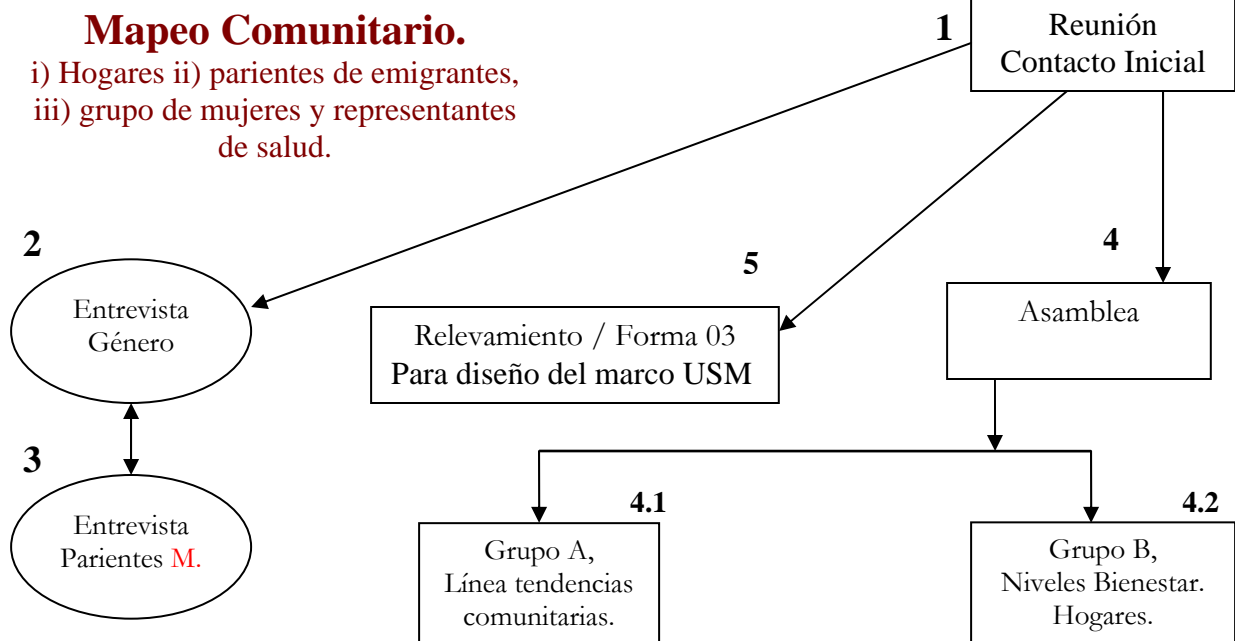 Mapeo Comunitario.
i) Hogares ii) parientes de emigrantes,
iii) grupo de mujeres y representantes
de salud.
1
Reunión
Contacto Inicial
2
Entrevista
Género
5
Relevamiento / Forma 03
Para diseño del marco USM
4
Asamblea
3
Entrevista
Parientes M.
4.1
Grupo A,
Línea tendencias
comunitarias.
4.2
Grupo B,
Niveles Bienestar.
Hogares.